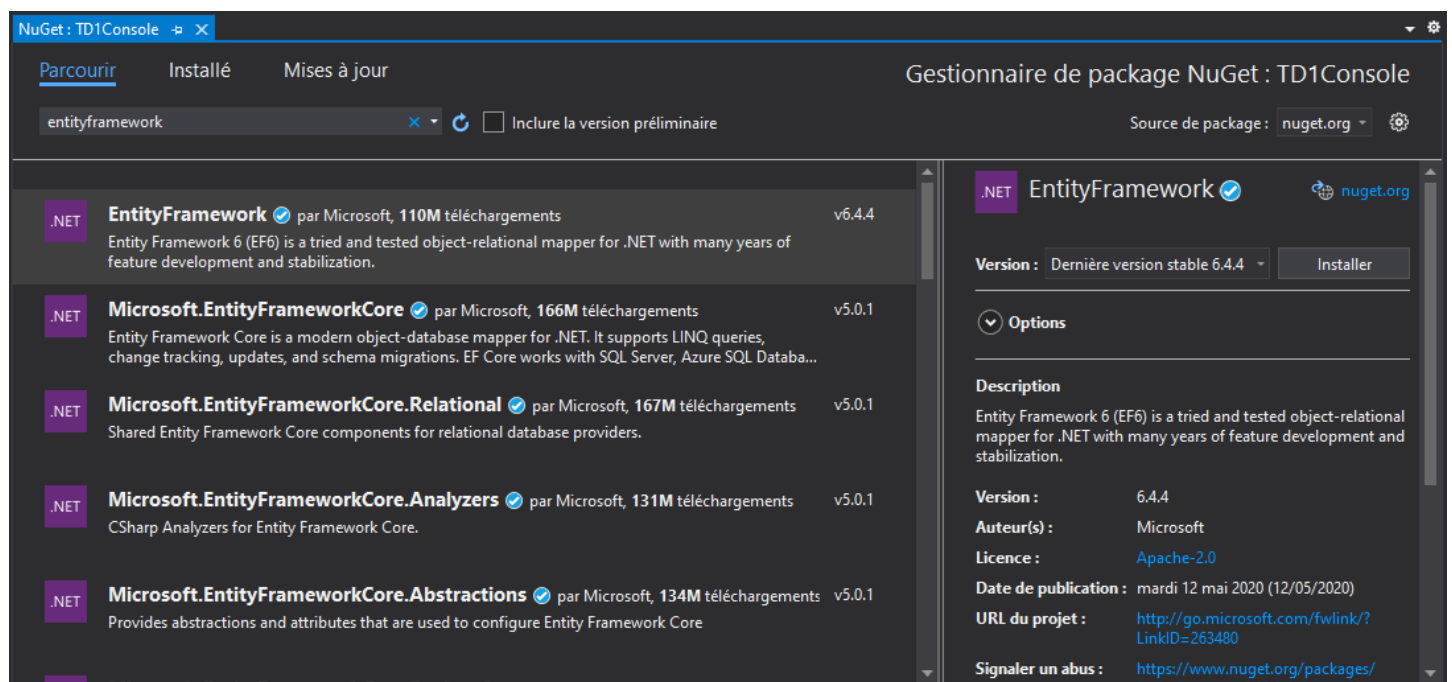 NuGet : TD1Console
Parcourir Installé Mises à jour
Gestionnaire de package NuGet : TD1Console
entityframework
Inclure la version préliminaire
Source de package : nuget.org
.NET
EntityFramework par Microsoft, 110M téléchargements v6.4.4
Entity Framework 6 (EF6) is a tried and tested object-relational mapper for .NET with many years of
feature development and stabilization.
.NET
Microsoft.EntityFrameworkCore par Microsoft, 166M téléchargements v5.0.1
Entity Framework Core is a modern object-database mapper for .NET. It supports LINQ queries,
change tracking, updates, and schema migrations. EF Core works with SQL Server, Azure SQL Databa...
.NET
Microsoft.EntityFrameworkCore.Relational par Microsoft, 167M téléchargements v5.0.1
Shared Entity Framework Core components for relational database providers.
.NET
Microsoft.EntityFrameworkCore.Analyzers par Microsoft, 131M téléchargements v5.0.1
CSharp Analyzers for Entity Framework Core.
.NET
Microsoft.EntityFrameworkCore.Abstractions par Microsoft, 134M téléchargements v5.0.1
Provides abstractions and attributes that are used to configure Entity Framework Core
.NET EntityFramework nuget.org
Version : Dernière version stable 6.4.4 Installer
Options
Description
Entity Framework 6 (EF6) is a tried and tested object-relational
mapper for .NET with many years of feature development and
stabilization.
Version : 6.4.4
Auteur(s) : Microsoft
Licence : Apache-2.0
Date de publication : mardi 12 mai 2020 (12/05/2020)
URL du projet : http://go.microsoft.com/fwlink/?
LinkID=263480
Signaler un abus : https://www.nuget.org/packages/